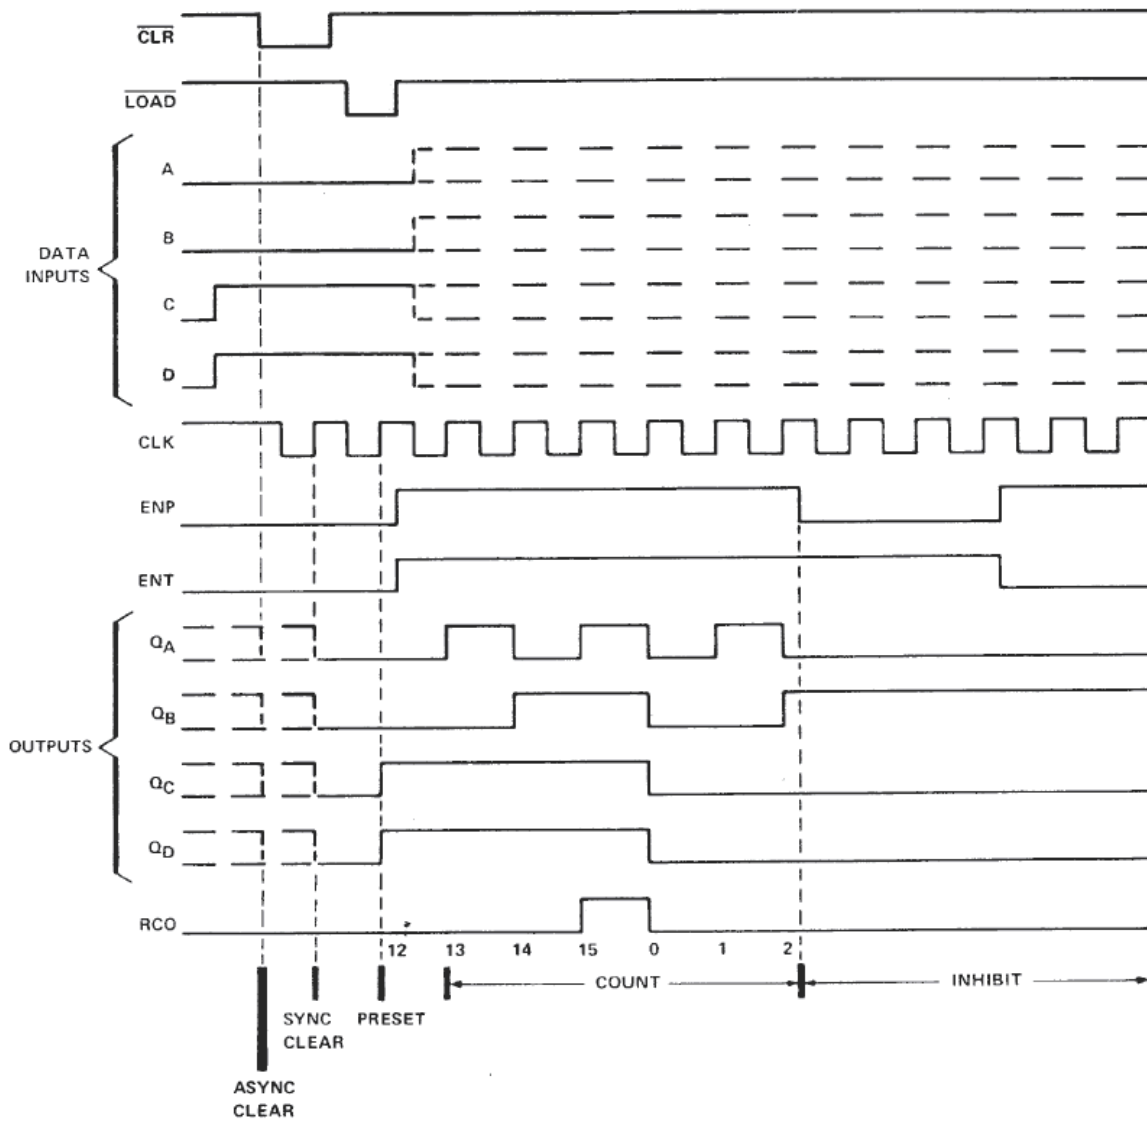 CLR
LOAD
A
B
DATA
INPUTS
C
D
CLK
ENP
ENT
QA
QB
OUTPUTS
QC
QD
RCO
12 13 14 15 0 1 2
COUNT INHIBIT
SYNC PRESET
CLEAR
ASYNC
CLEAR